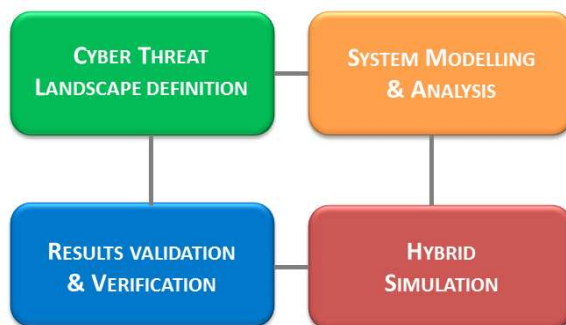 CYBER THREAT
LANDSCAPE DEFINITION
SYSTEM MODELLING
& ANALYSIS
RESULTS VALIDATION
& VERIFICATION
HYBRID
SIMULATION